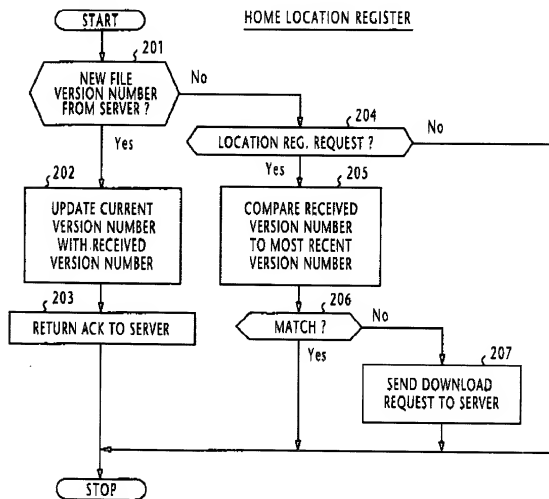 START
HOME LOCATION REGISTER
201
NEW FILE
VERSION NUMBER
FROM SERVER ?
No
Yes
204
LOCATION REG. REQUEST ?
No
Yes
202
UPDATE CURRENT
VERSION NUMBER
WITH RECEIVED
VERSION NUMBER
205
COMPARE RECEIVED
VERSION NUMBER
TO MOST RECENT
VERSION NUMBER
203
RETURN ACK TO SERVER
206
MATCH ?
No
Yes
207
SEND DOWNLOAD
REQUEST TO SERVER
STOP